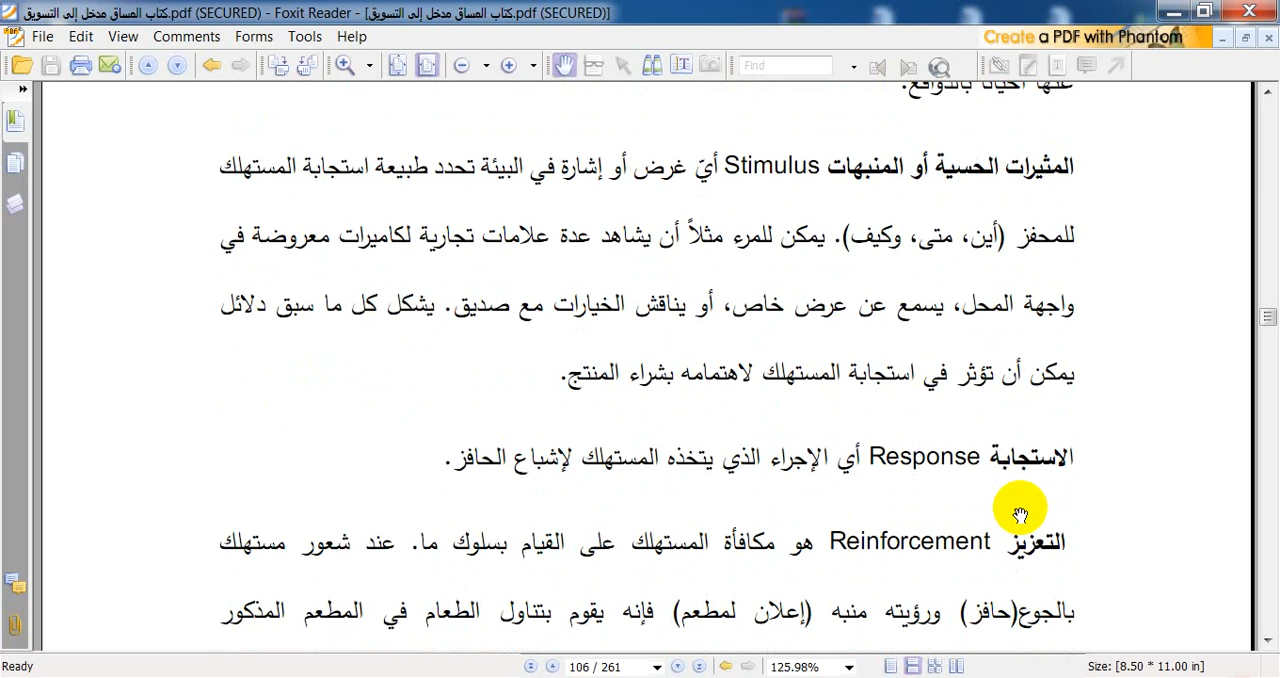 كتاب المساق مدخل إلى التسويق.pdf (SECURED) - Foxit Reader - [كتاب المساق مدخل إلى التسويق.pdf (SECURED)]
File Edit View Comments Forms Tools Help
Create a PDF with Phantom
Find
عنها أحيانا بالدوافع.
المثيرات الحسية أو المنبهات Stimulus أيّ غرض أو إشارة في البيئة تحدد طبيعة استجابة المستهلك
للمحفز (أين، متى، وكيف). يمكن للمرء مثلاً أن يشاهد عدة علامات تجارية لكاميرات معروضة في
واجهة المحل، يسمع عن عرض خاص، أو يناقش الخيارات مع صديق. يشكل كل ما سبق دلائل
يمكن أن تؤثر في استجابة المستهلك لاهتمامه بشراء المنتج.
الاستجابة Response أي الإجراء الذي يتخذه المستهلك لإشباع الحافز.
التعزيز Reinforcement هو مكافأة المستهلك على القيام بسلوك ما. عند شعور مستهلك
بالجوع(حافز) ورؤيته منبه (إعلان لمطعم) فإنه يقوم بتناول الطعام في المطعم المذكور
Ready
106 / 261
125.98%
Size: [8.50 * 11.00 in]